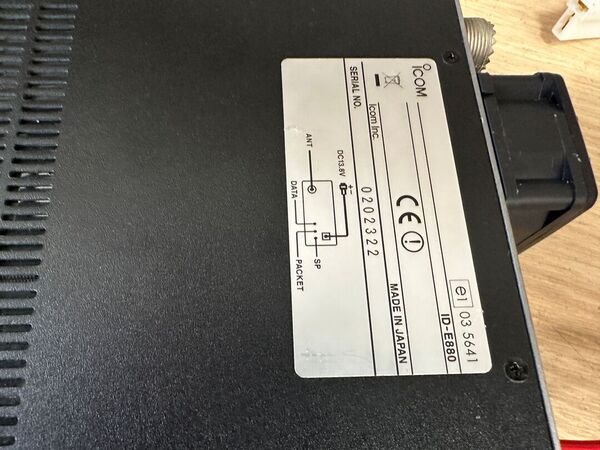 ICOM
e1 03 5641
ID-E880
Icom Inc.
MADE IN JAPAN
SERIAL NO.
0202322
DC13.8V
+ -
ANT
SP
DATA
PACKET
CE